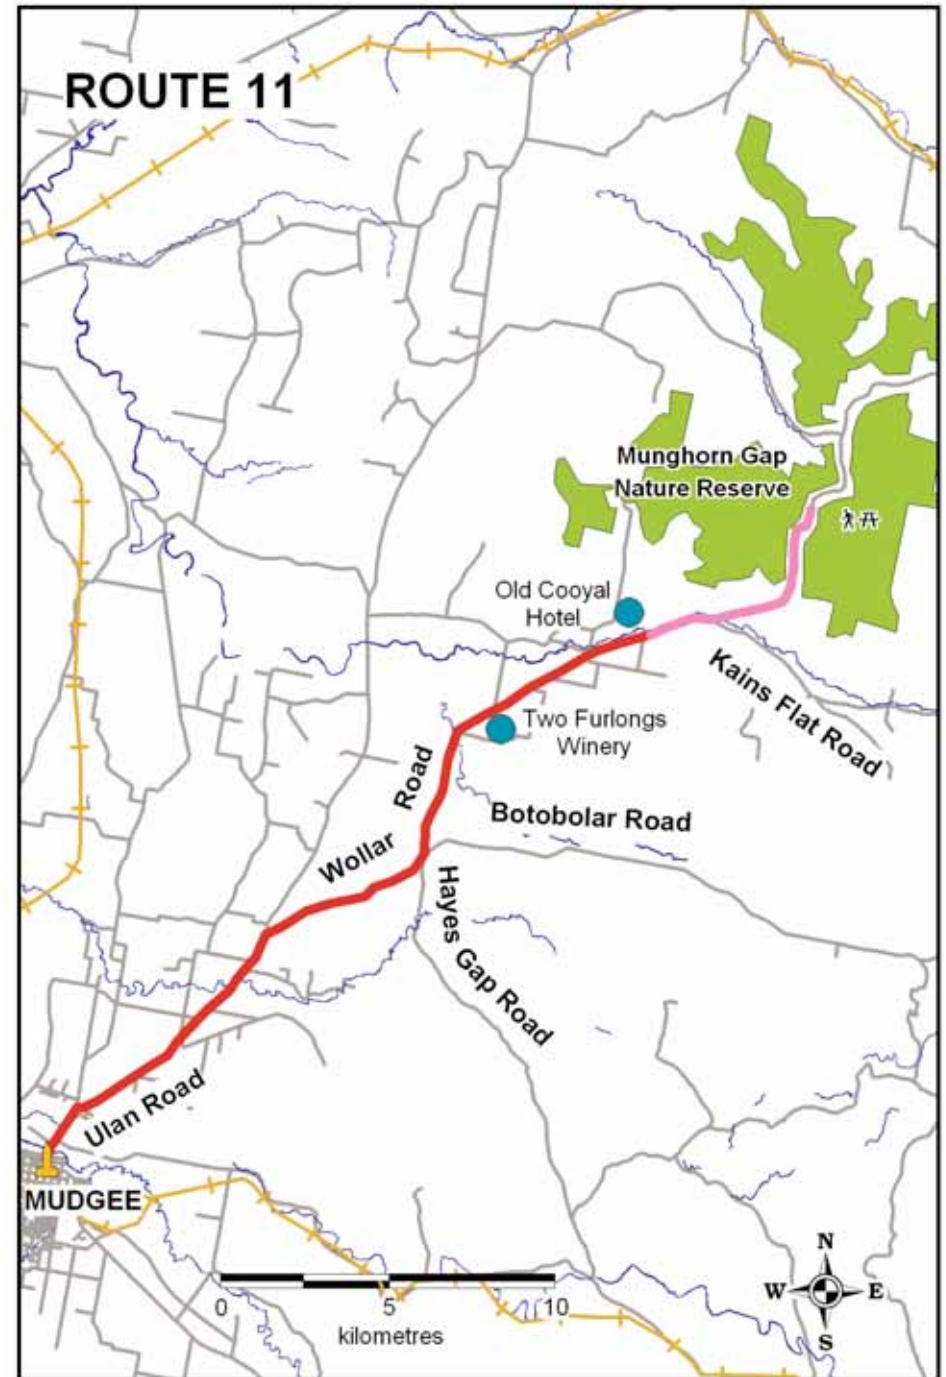 ROUTE 11
Munghorn Gap
Nature Reserve
Old Cooyal
Hotel
Kains Flat Road
Two Furlongs
Winery
Wollar Road
Botobolar Road
Hayes Gap Road
Ulan Road
MUDGEE
N
W E
S
0 5 10
kilometres